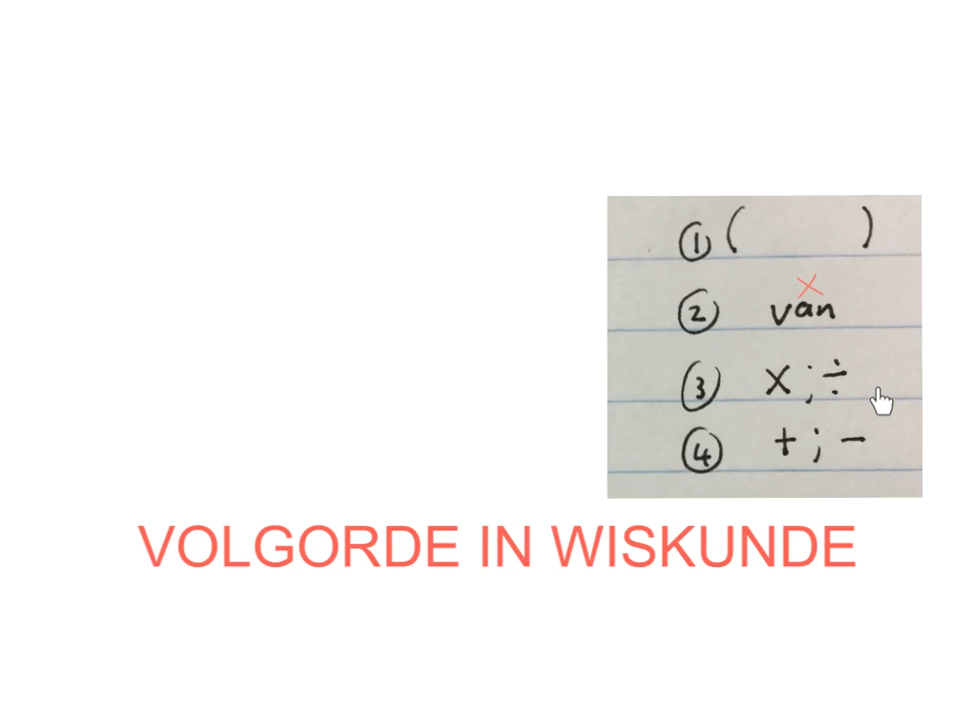 ① ( )
×
② van
③ × ; ÷
④ + ; −
VOLGORDE IN WISKUNDE